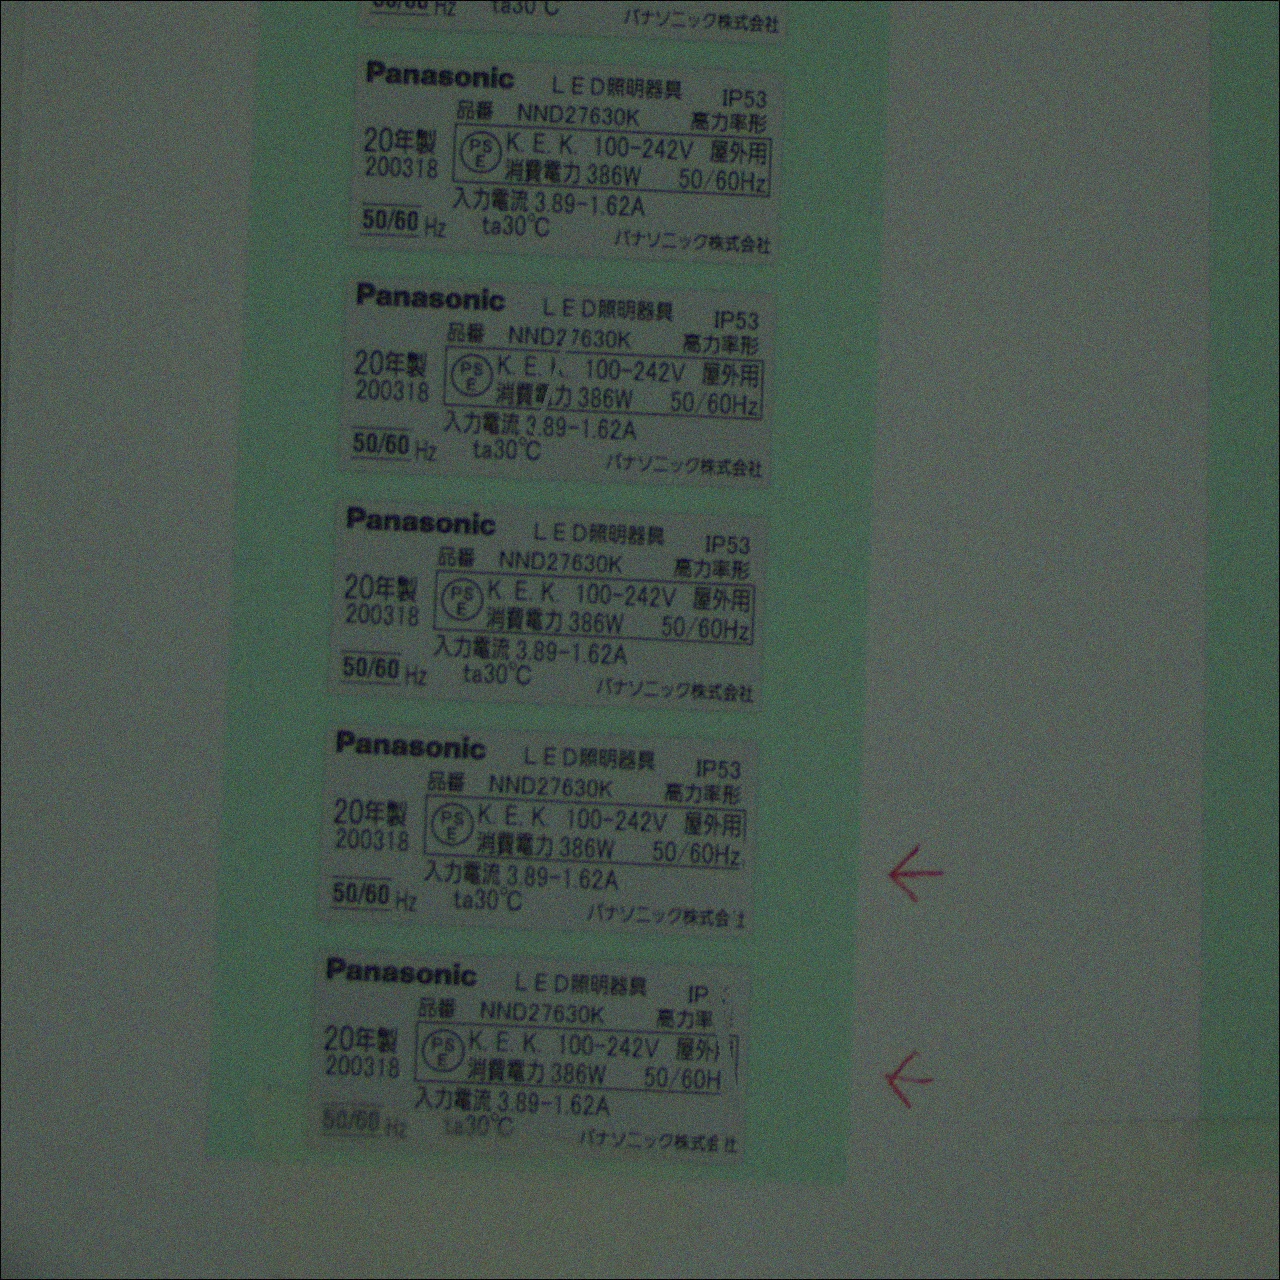 50/60 Hz ta30℃ パナソニック株式会社
Panasonic LED照明器具 IP53
品番 NND27630K 高力率形
20年製 PSE K.E.K. 100-242V 屋外用
200318 消費電力 386W 50/60Hz
入力電流 3.89-1.62A
50/60 Hz ta30℃ パナソニック株式会社
Panasonic LED照明器具 IP53
品番 NND27630K 高力率形
20年製 PSE K.E. 100-242V 屋外用
200318 消費電力 386W 50/60Hz
入力電流 3.89-1.62A
50/60 Hz ta30℃ パナソニック株式会社
Panasonic LED照明器具 IP53
品番 NND27630K 高力率形
20年製 PSE K.E.K. 100-242V 屋外用
200318 消費電力 386W 50/60Hz
入力電流 3.89-1.62A
50/60 Hz ta30℃ パナソニック株式会社
Panasonic LED照明器具 IP53
品番 NND27630K 高力率形
20年製 PSE K.E.K. 100-242V 屋外用
200318 消費電力 386W 50/60Hz
入力電流 3.89-1.62A
50/60 Hz ta30℃ パナソニック株式会社
Panasonic LED照明器具 IP
品番 NND27630K 高力率
20年製 PSE K.E.K. 100-242V 屋外
200318 消費電力 386W 50/60H
入力電流 3.89-1.62A
50/60 Hz ta30℃ パナソニック株式会社